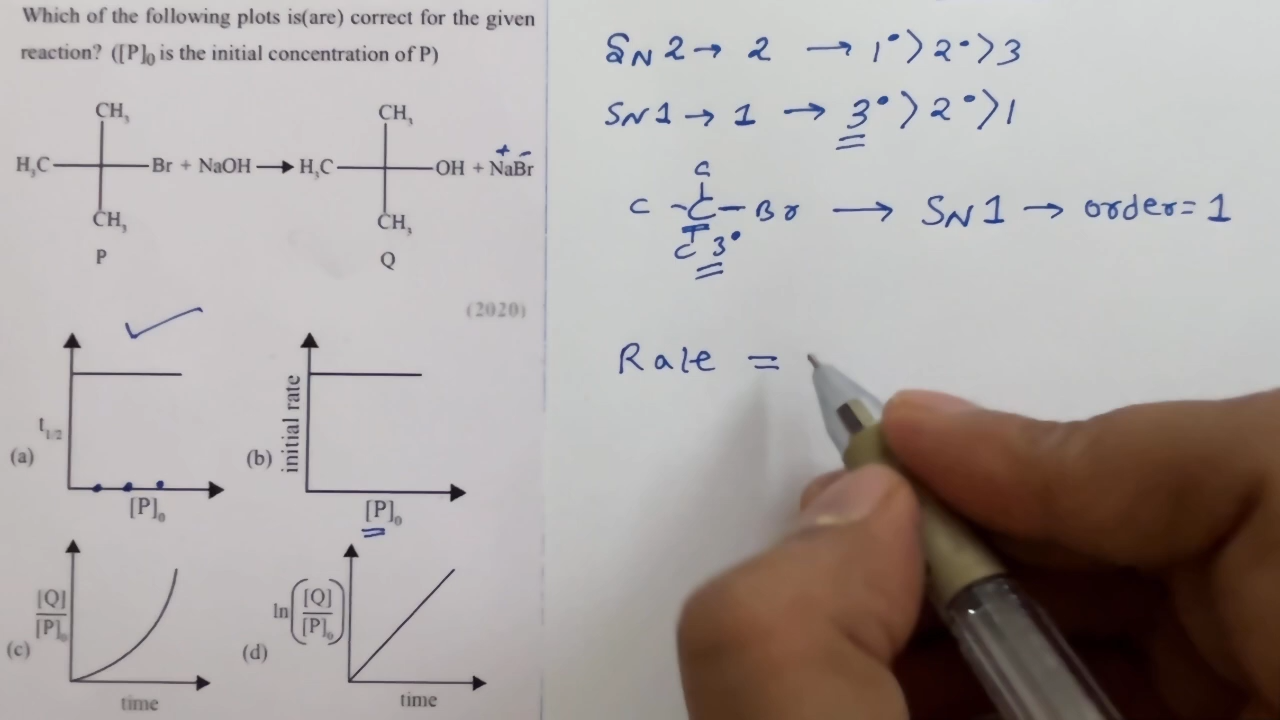 Which of the following plots is(are) correct for the given
reaction? ([P]₀ is the initial concentration of P)
CH₃
H₃C
Br + NaOH
CH₃
P
CH₃
H₃C
OH + NaBr
+ -
CH₃
Q
(2020)
t₁/₂
(a)
[P]₀
initial rate
(b)
[P]₀
[Q]
[P]₀
(c)
time
ln([Q]/[P]₀)
(d)
time
SN2 → 2 → 1° > 2° > 3
SN1 → 1 → 3° > 2° > 1
C
C - C - Br → SN1 → order = 1
C 3°
Rate =